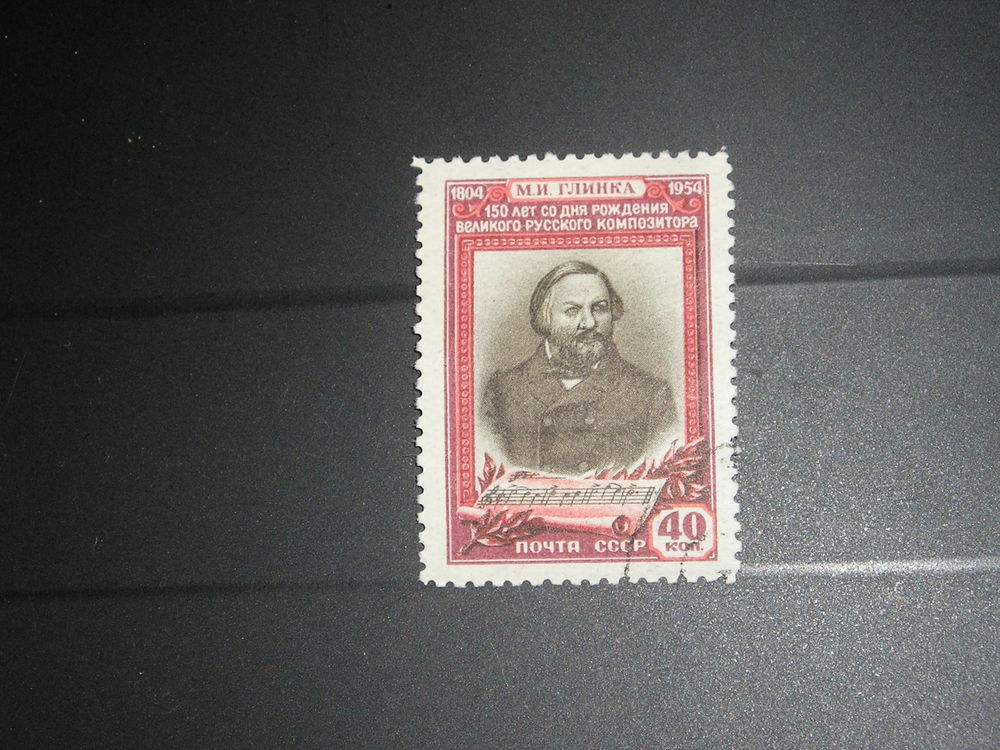 1804 М.И. ГЛИНКА 1954
150 ЛЕТ СО ДНЯ РОЖДЕНИЯ
ВЕЛИКОГО РУССКОГО КОМПОЗИТОРА
ПОЧТА СССР
40
КОП.